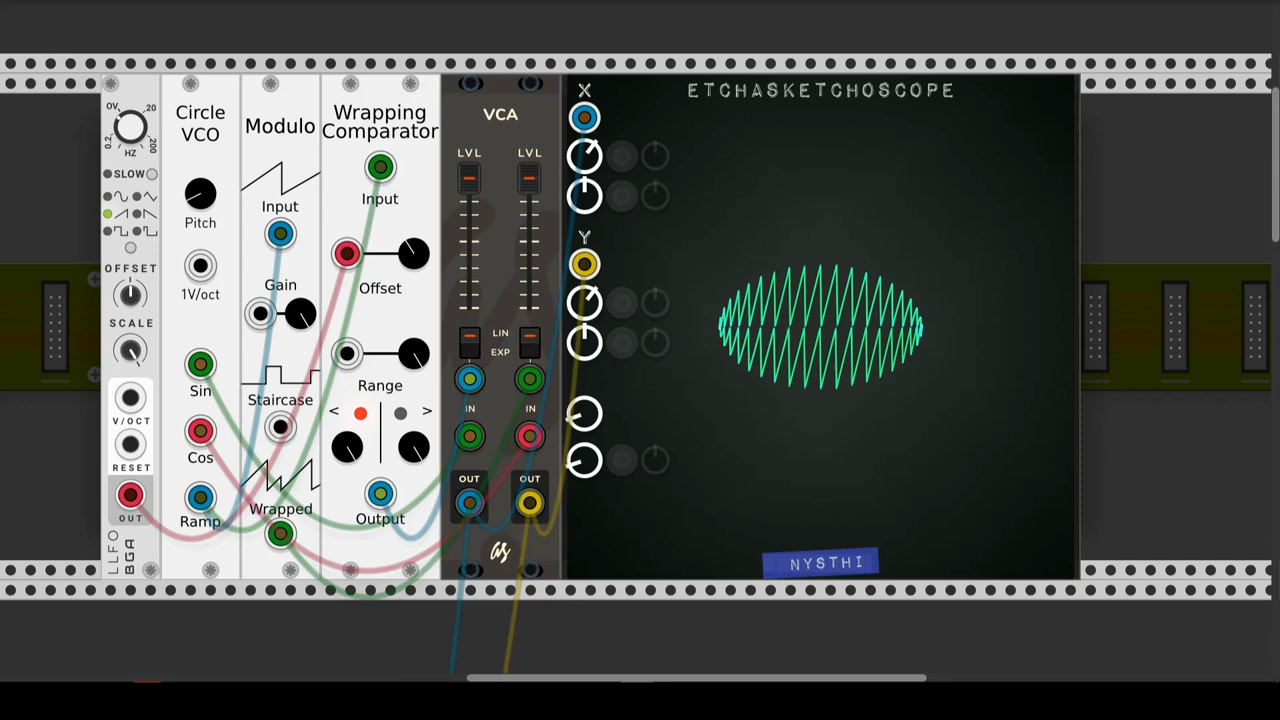 0V
20
0.2
200
HZ
SLOW
OFFSET
SCALE
V/OCT
RESET
OUT
LLFO
BGA
Circle
VCO
Pitch
1V/oct
Sin
Cos
Ramp
Modulo
Input
Gain
Staircase
Wrapped
Wrapping
Comparator
Input
Offset
Range
< >
Output
VCA
LVL LVL
LIN
EXP
IN IN
OUT OUT
as
X
Y
ETCHASKETCHOSCOPE
NYSTHI